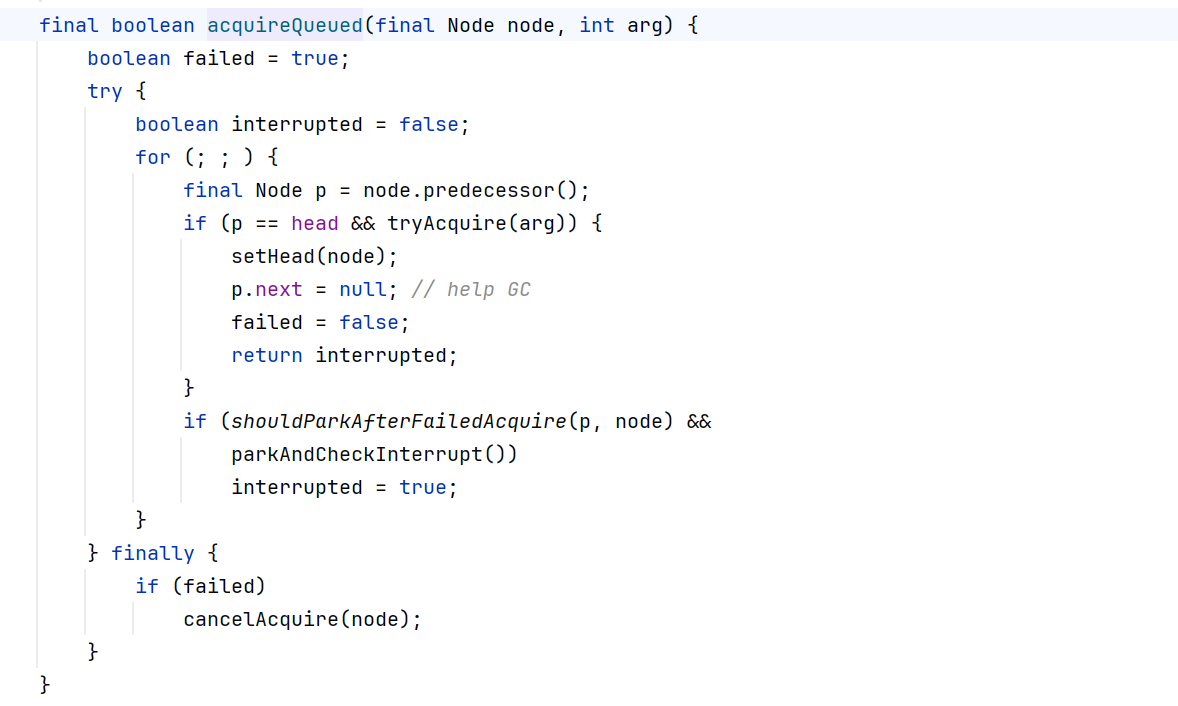 final boolean acquireQueued(final Node node, int arg) {
    boolean failed = true;
    try {
        boolean interrupted = false;
        for (; ; ) {
            final Node p = node.predecessor();
            if (p == head && tryAcquire(arg)) {
                setHead(node);
                p.next = null; // help GC
                failed = false;
                return interrupted;
            }
            if (shouldParkAfterFailedAcquire(p, node) &&
                parkAndCheckInterrupt())
                interrupted = true;
        }
    } finally {
        if (failed)
            cancelAcquire(node);
    }
}